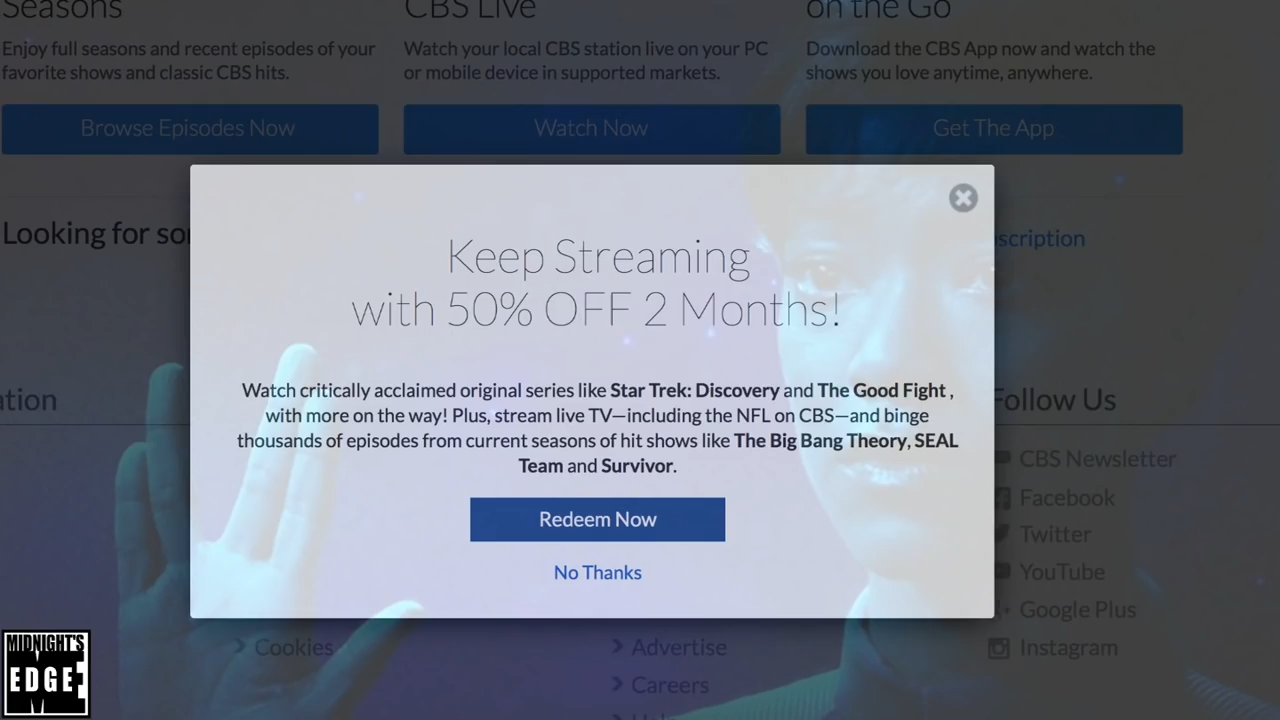 Seasons
CBS Live
on the Go
Enjoy full seasons and recent episodes of your
favorite shows and classic CBS hits.
Watch your local CBS station live on your PC
or mobile device in supported markets.
Download the CBS App now and watch the
shows you love anytime, anywhere.
Browse Episodes Now
Watch Now
Get The App
Looking for so
scription
Keep Streaming
with 50% OFF 2 Months!
Watch critically acclaimed original series like Star Trek: Discovery and The Good Fight ,
with more on the way! Plus, stream live TV—including the NFL on CBS—and binge
thousands of episodes from current seasons of hit shows like The Big Bang Theory, SEAL
Team and Survivor.
Redeem Now
No Thanks
ation
Follow Us
CBS Newsletter
Facebook
Twitter
YouTube
Google Plus
Instagram
Cookies
Advertise
Careers
MIDNIGHT'S
EDGE
ME